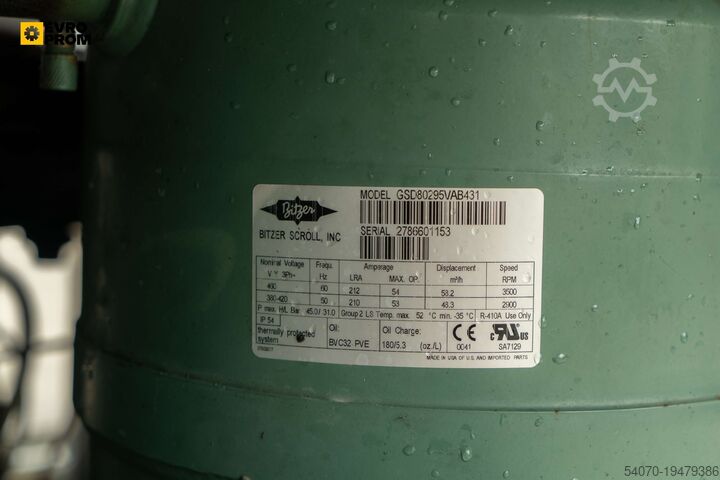 EVRO
PROM
MODEL GSD80295VAB431
Bitzer
SERIAL 2786601153
BITZER SCROLL, INC
Nominal Voltage Frequ. Amperage Displacement Speed
V Y 3Ph~ Hz LRA MAX. OP. m³/h RPM
460 60 212 54 58.2 3500
380-420 50 210 53 48.3 2900
P max. H/L Bar 45.0/ 31.0 Group 2 LS Temp. max. 52 °C min. -35 °C R-410A Use Only
IP 54
thermally protected system
Oil: BVC32 PVE
Oil Charge: 180/5.3 (oz./L)
CE 0041
c RU us SA7129
MADE IN USA OF U.S. AND IMPORTED PARTS
54070-19479386